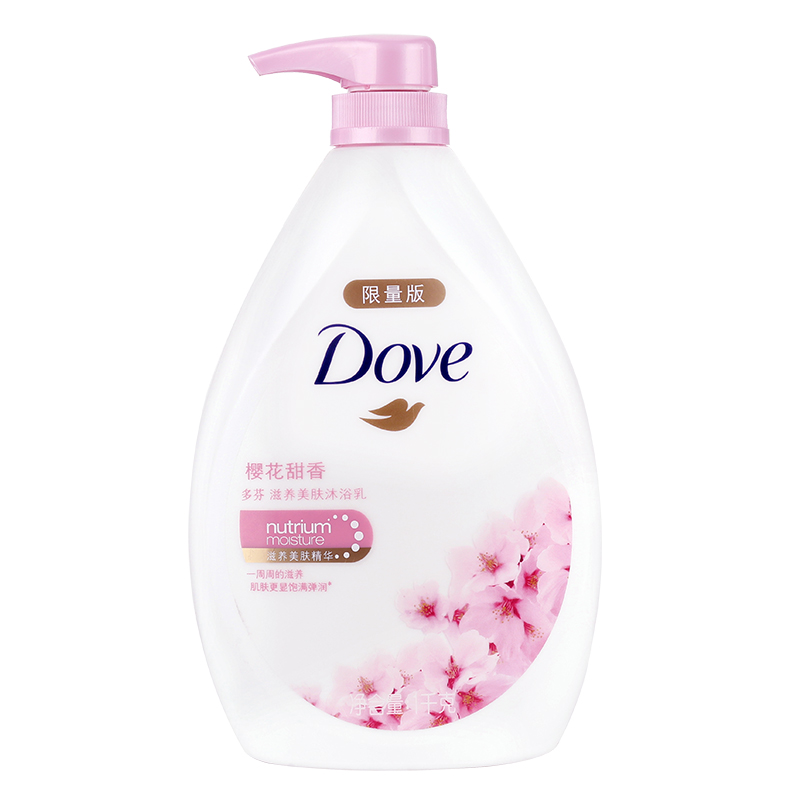 限量版
Dove
樱花甜香
多芬 滋养美肤沐浴乳
nutrium
moisture
滋养美肤精华
一周周的滋养
肌肤更显饱满弹润*
净含量:1千克